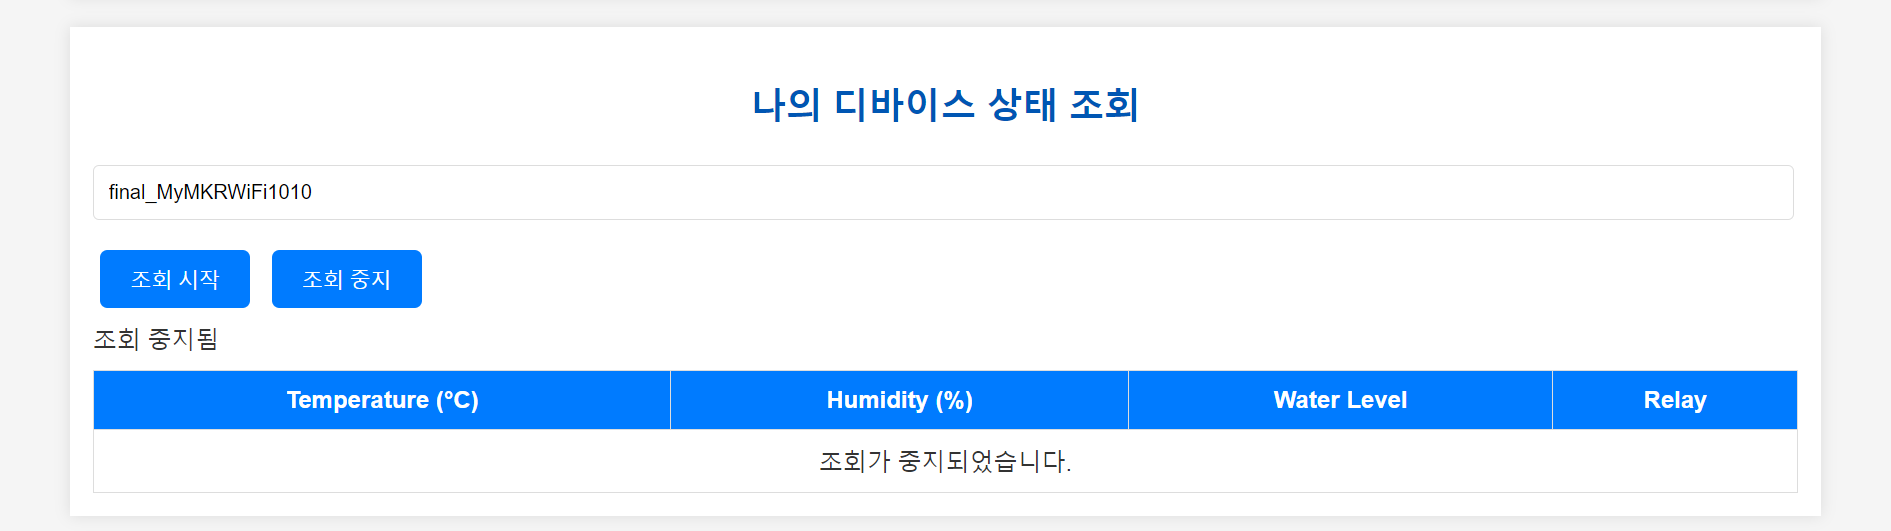 나의 디바이스 상태 조회
final_MyMKRWiFi1010
조회 시작 조회 중지
조회 중지됨
Temperature (°C) Humidity (%) Water Level Relay
조회가 중지되었습니다.